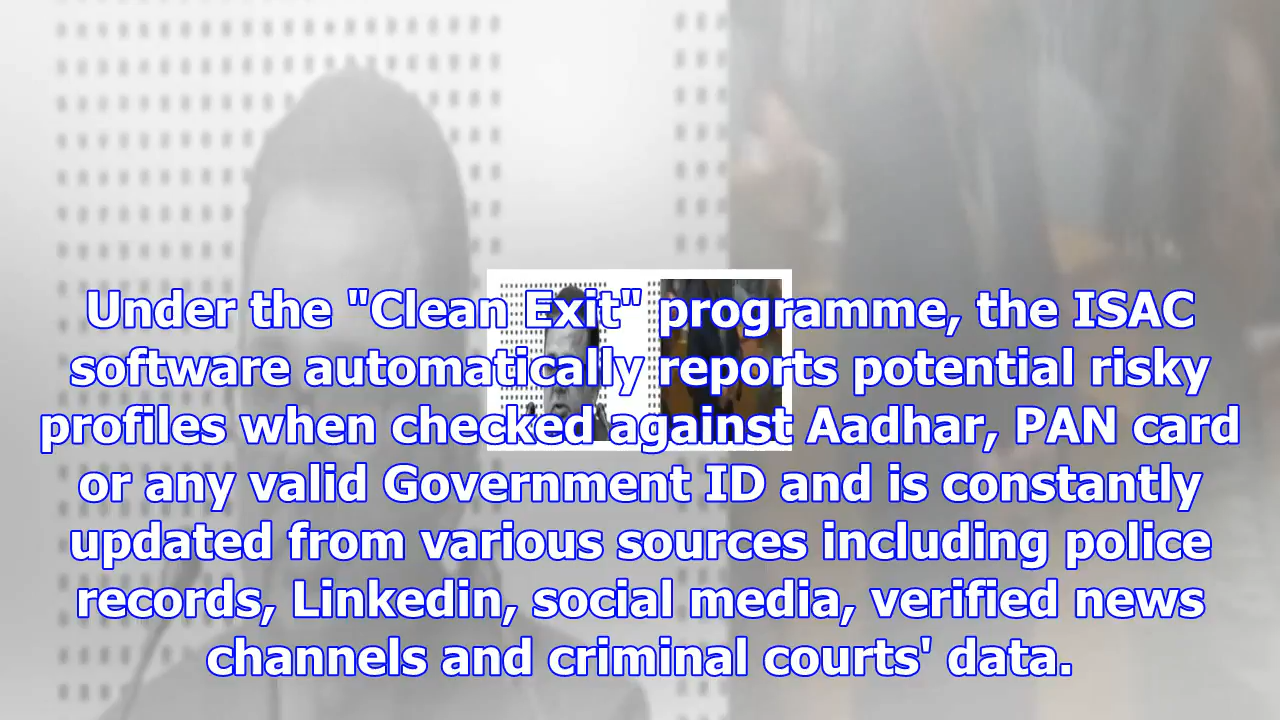 Under the "Clean Exit" programme, the ISAC
software automatically reports potential risky
profiles when checked against Aadhar, PAN card
or any valid Government ID and is constantly
updated from various sources including police
records, Linkedin, social media, verified news
channels and criminal courts' data.